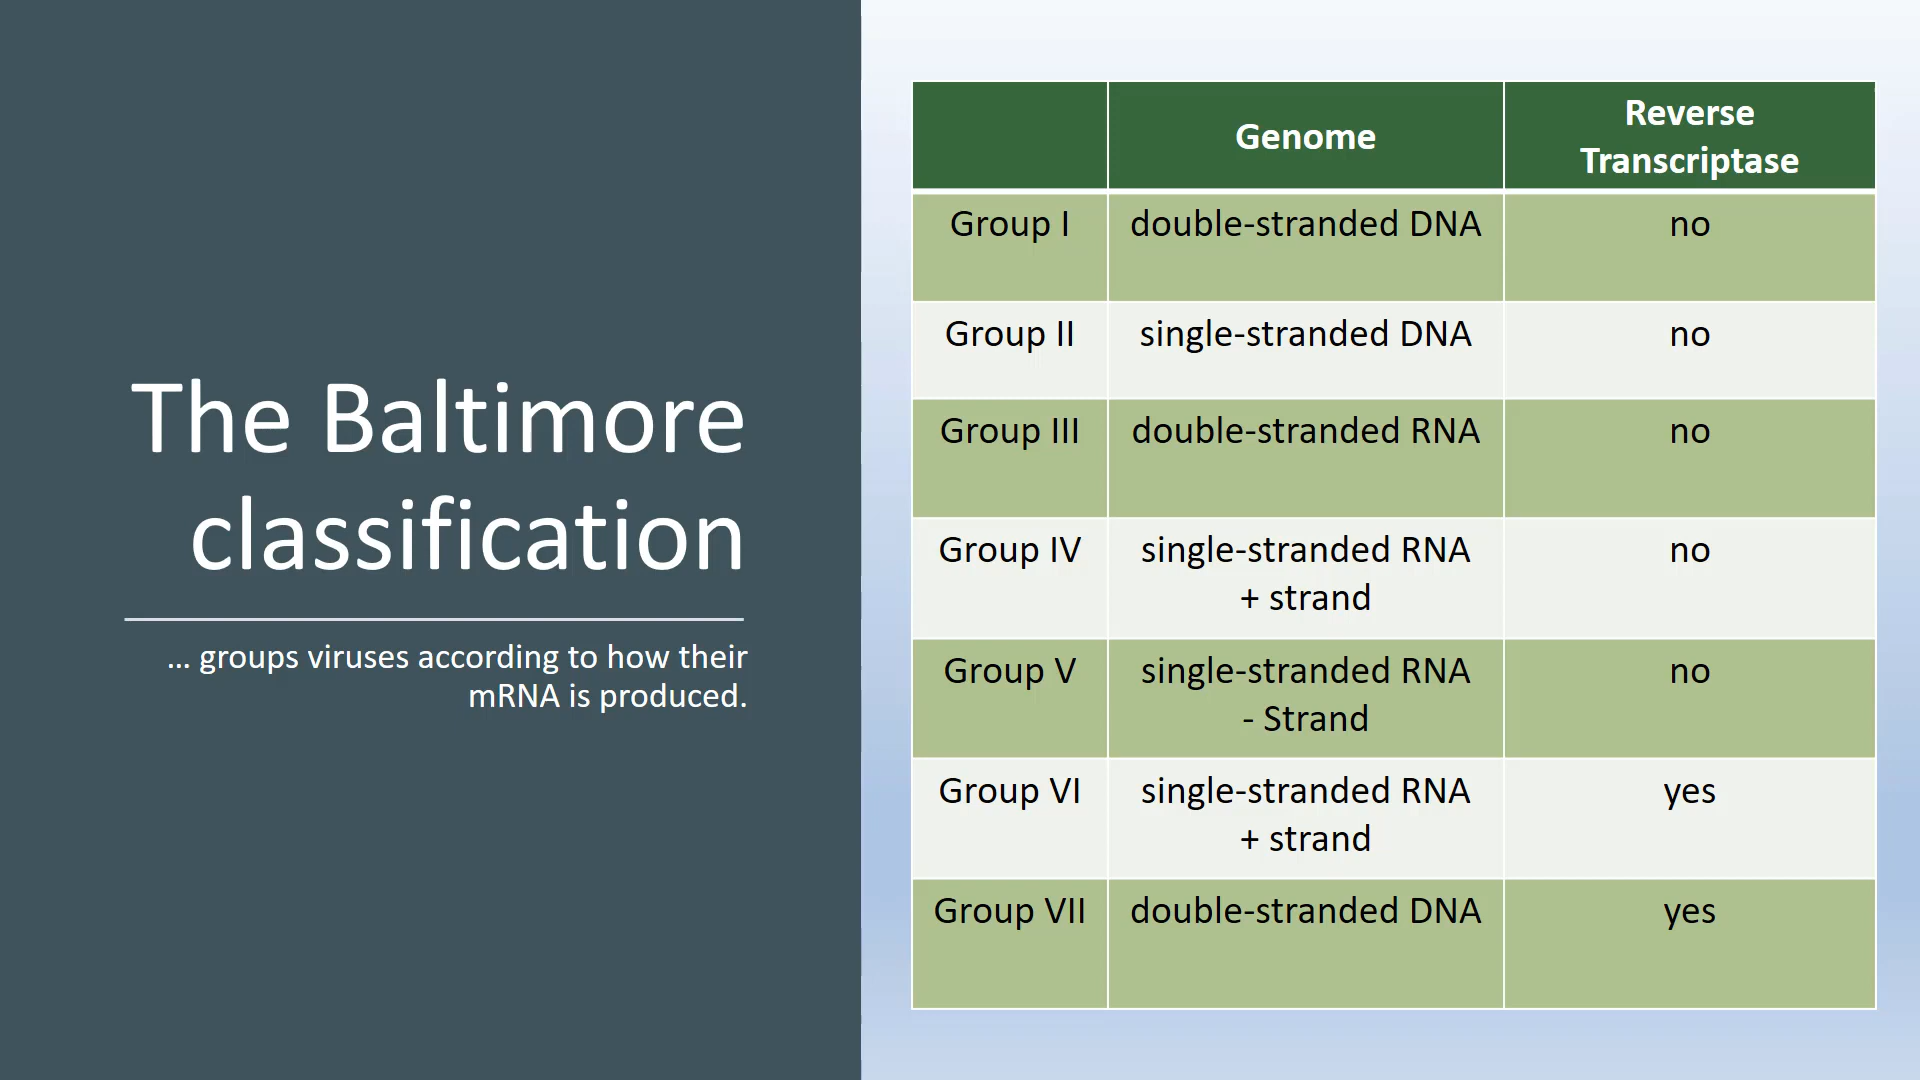 The Baltimore
classification
... groups viruses according to how their
mRNA is produced.
Genome
Reverse
Transcriptase
Group I double-stranded DNA no
Group II single-stranded DNA no
Group III double-stranded RNA no
Group IV single-stranded RNA no
+ strand
Group V single-stranded RNA no
- Strand
Group VI single-stranded RNA yes
+ strand
Group VII double-stranded DNA yes